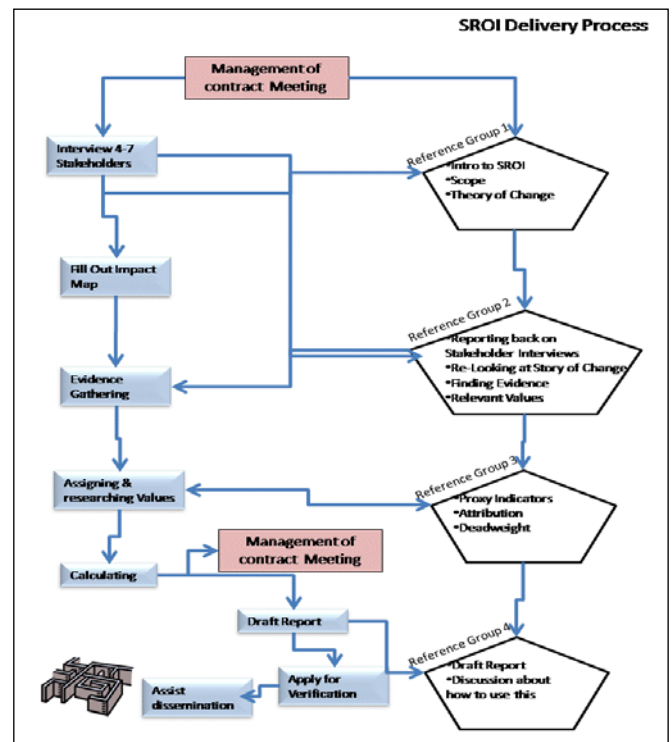 SROI Delivery Process
Management of
contract Meeting
Interview 4-7
Stakeholders
Reference Group 1
•Intro to SROI
•Scope
•Theory of Change
Fill Out Impact
Map
Reference Group 2
•Reporting back on
Stakeholder Interviews
•Re-Looking at Story of Change
•Finding Evidence
•Relevant Values
Evidence
Gathering
Assigning &
researching Values
Reference Group 3
•Proxy Indicators
•Attribution
•Deadweight
Management of
contract Meeting
Calculating
Draft Report
Reference Group 4
•Draft Report
•Discussion about
how to use this
Apply for
Verification
Assist
dissemination